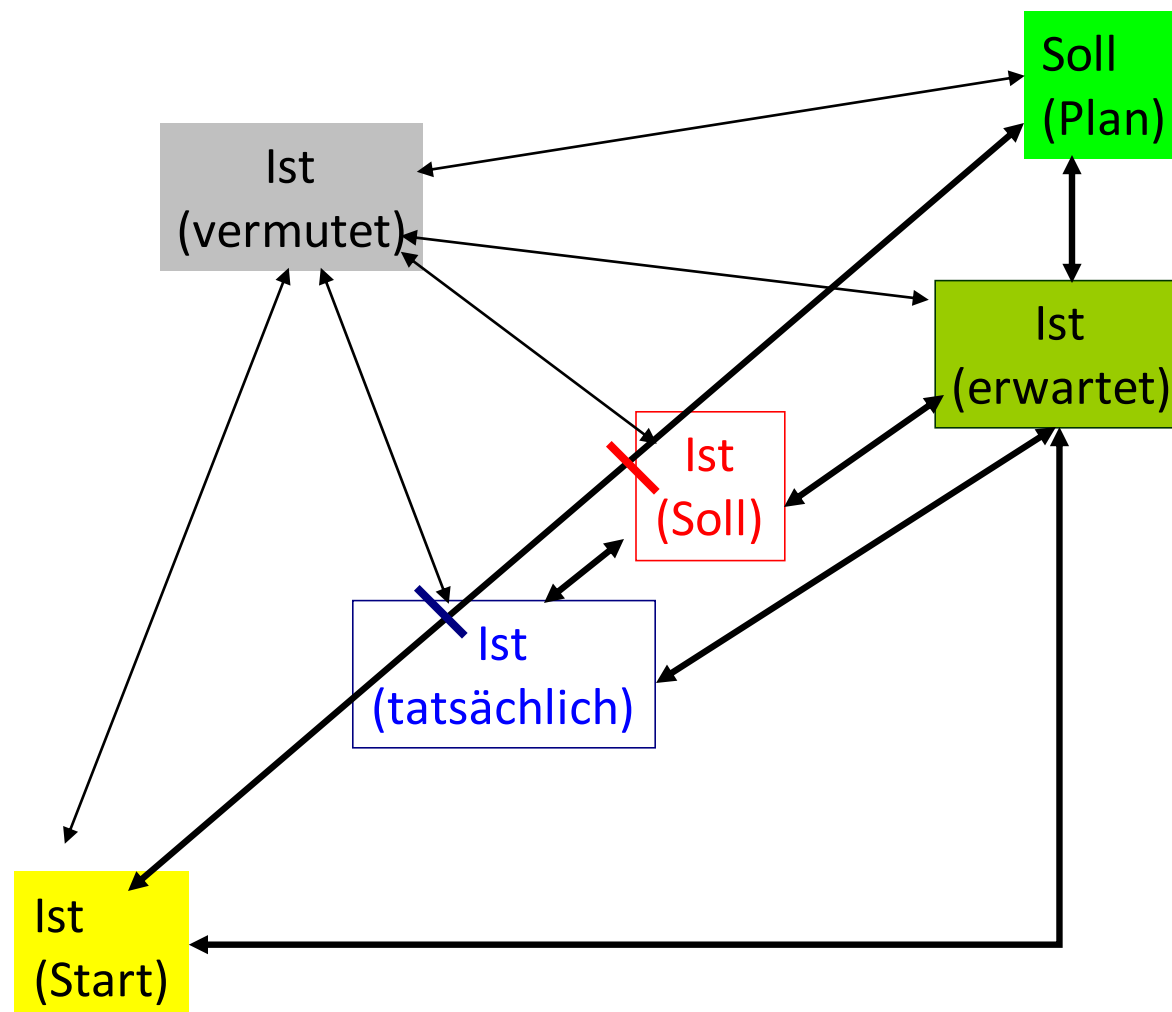 Soll
(Plan)
Ist
(vermutet)
Ist
(erwartet)
Ist
(Soll)
Ist
(tatsächlich)
Ist
(Start)